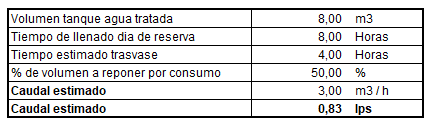 Volumen tanque agua tratada 8,00 m3
Tiempo de llenado dia de reserva 8,00 Horas
Tiempo estimado trasvase 4,00 Horas
% de volumen a reponer por consumo 50,00 %
Caudal estimado 3,00 m3 / h
Caudal estimado 0,83 lps